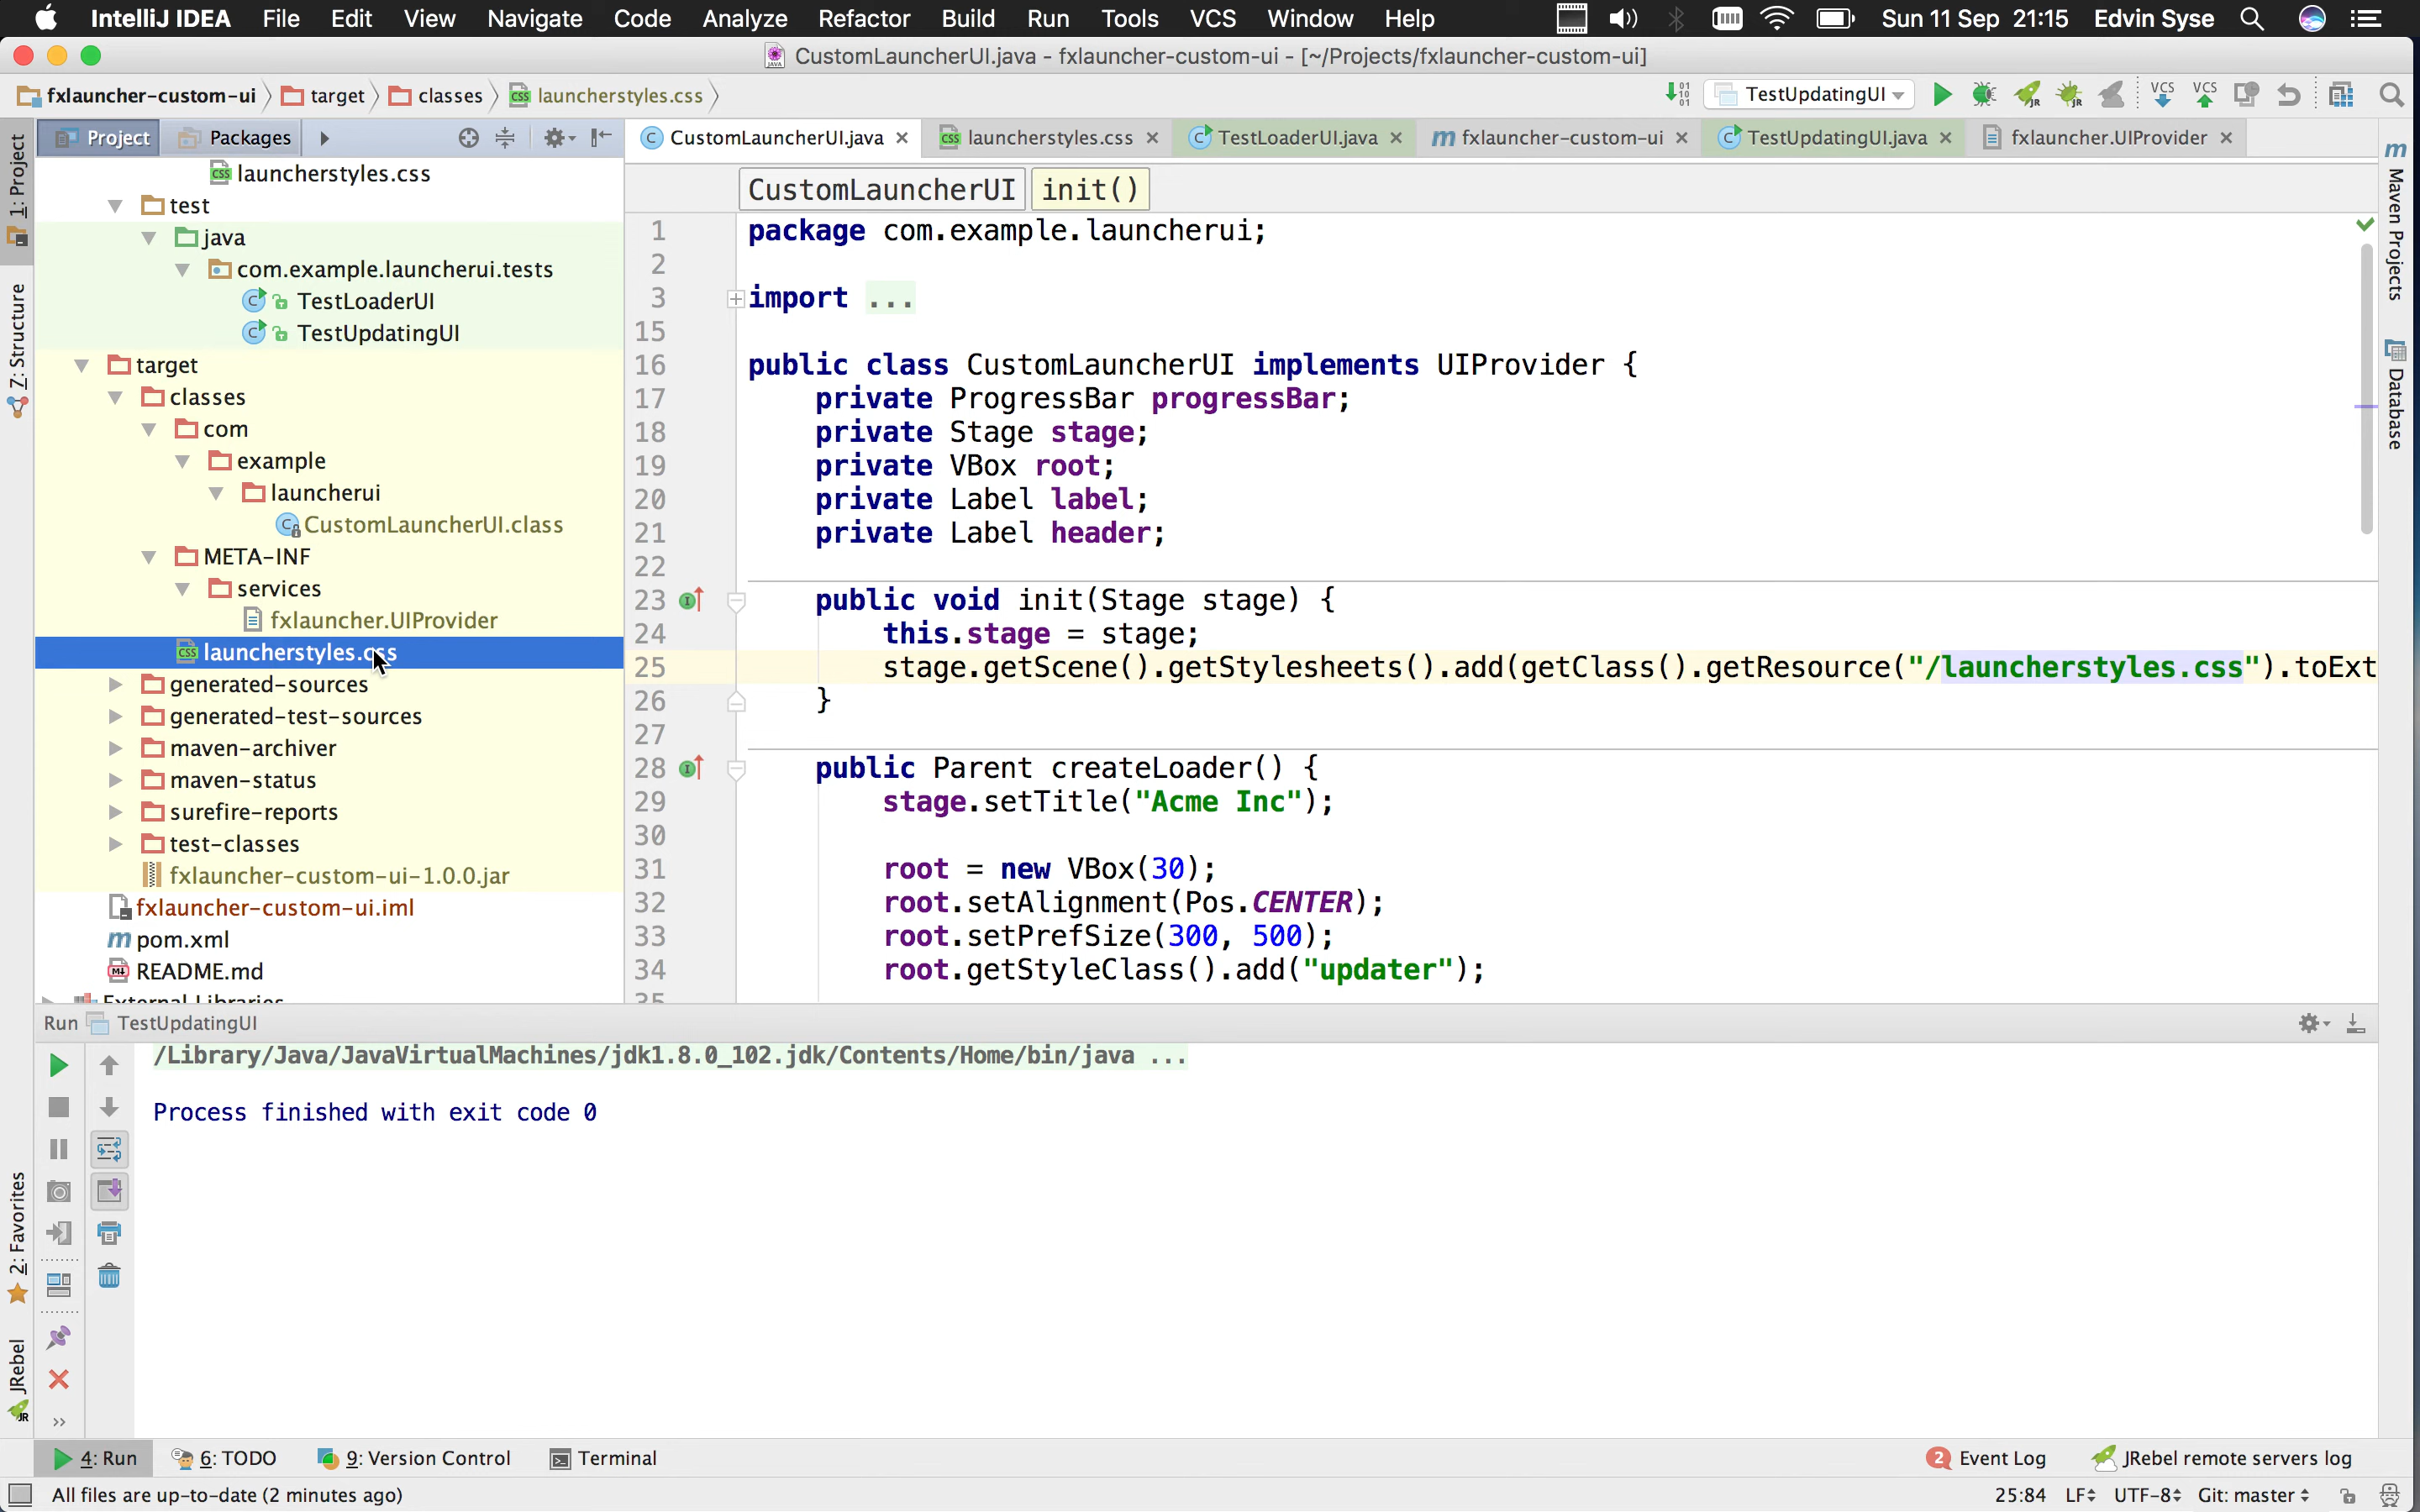 IntelliJ IDEA File Edit View Navigate Code Analyze Refactor Build Run Tools VCS Window Help Sun 11 Sep 21:15 Edvin Syse
CustomLauncherUI.java - fxlauncher-custom-ui - [~/Projects/fxlauncher-custom-ui]
fxlauncher-custom-ui target classes launcherstyles.css TestUpdatingUI VCS VCS
Project Packages
CustomLauncherUI.java launcherstyles.css TestLoaderUI.java fxlauncher-custom-ui TestUpdatingUI.java fxlauncher.UIProvider
1: Project
7: Structure
2: Favorites
JRebel
launcherstyles.css
test
java
com.example.launcherui.tests
TestLoaderUI
TestUpdatingUI
target
classes
com
example
launcherui
CustomLauncherUI.class
META-INF
services
fxlauncher.UIProvider
launcherstyles.css
generated-sources
generated-test-sources
maven-archiver
maven-status
surefire-reports
test-classes
fxlauncher-custom-ui-1.0.0.jar
fxlauncher-custom-ui.iml
pom.xml
README.md
External Libraries
CustomLauncherUI init()
1 package com.example.launcherui;
2
3 import ...
15
16 public class CustomLauncherUI implements UIProvider {
17 private ProgressBar progressBar;
18 private Stage stage;
19 private VBox root;
20 private Label label;
21 private Label header;
22
23 public void init(Stage stage) {
24 this.stage = stage;
25 stage.getScene().getStylesheets().add(getClass().getResource("/launcherstyles.css").toExt
26 }
27
28 public Parent createLoader() {
29 stage.setTitle("Acme Inc");
30
31 root = new VBox(30);
32 root.setAlignment(Pos.CENTER);
33 root.setPrefSize(300, 500);
34 root.getStyleClass().add("updater");
35
Maven Projects
Database
Run TestUpdatingUI
/Library/Java/JavaVirtualMachines/jdk1.8.0_102.jdk/Contents/Home/bin/java ...
Process finished with exit code 0
4: Run 6: TODO 9: Version Control Terminal 2 Event Log JRebel remote servers log
All files are up-to-date (2 minutes ago) 25:84 LF UTF-8 Git: master